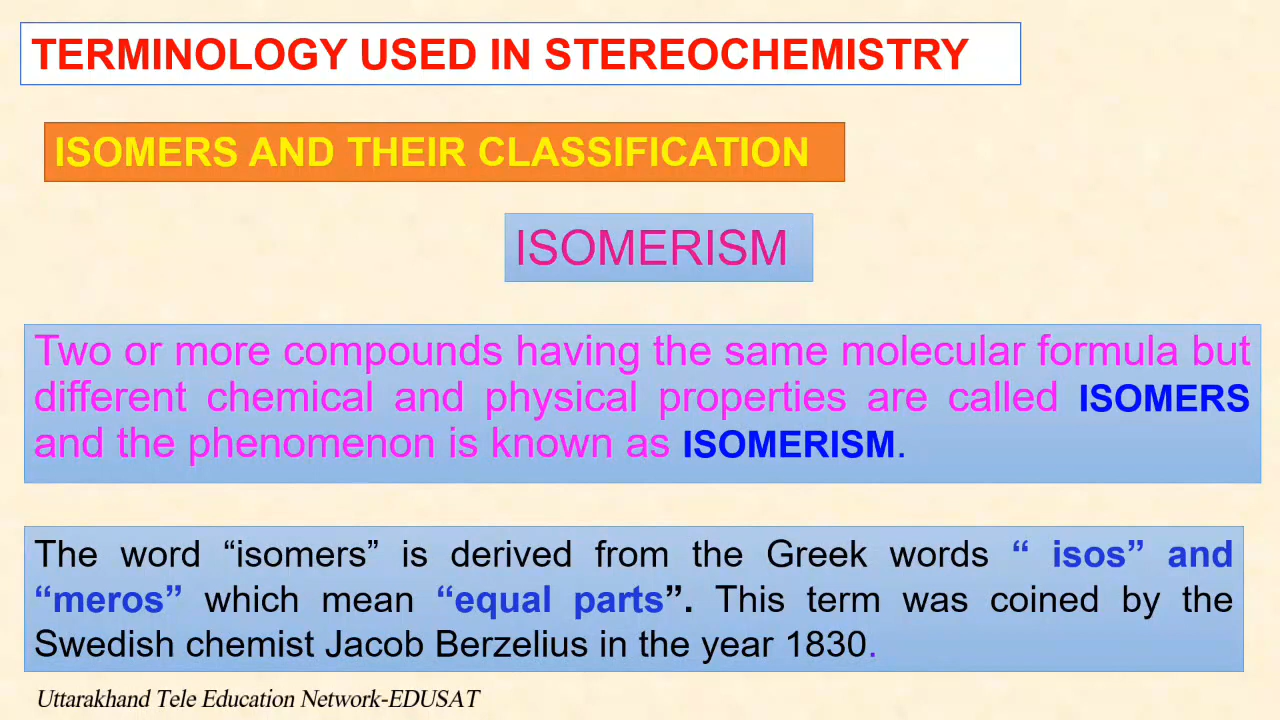 TERMINOLOGY USED IN STEREOCHEMISTRY
ISOMERS AND THEIR CLASSIFICATION
ISOMERISM
Two or more compounds having the same molecular formula but
different chemical and physical properties are called ISOMERS
and the phenomenon is known as ISOMERISM.
The word “isomers” is derived from the Greek words “ isos” and
“meros” which mean “equal parts”. This term was coined by the
Swedish chemist Jacob Berzelius in the year 1830.
Uttarakhand Tele Education Network-EDUSAT